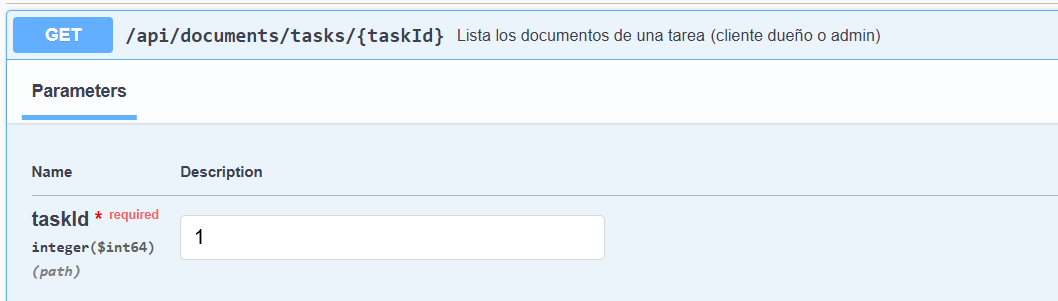 GET /api/documents/tasks/{taskId} Lista los documentos de una tarea (cliente dueño o admin)
Parameters
Name Description
taskId * required
integer($int64)
(path)
1